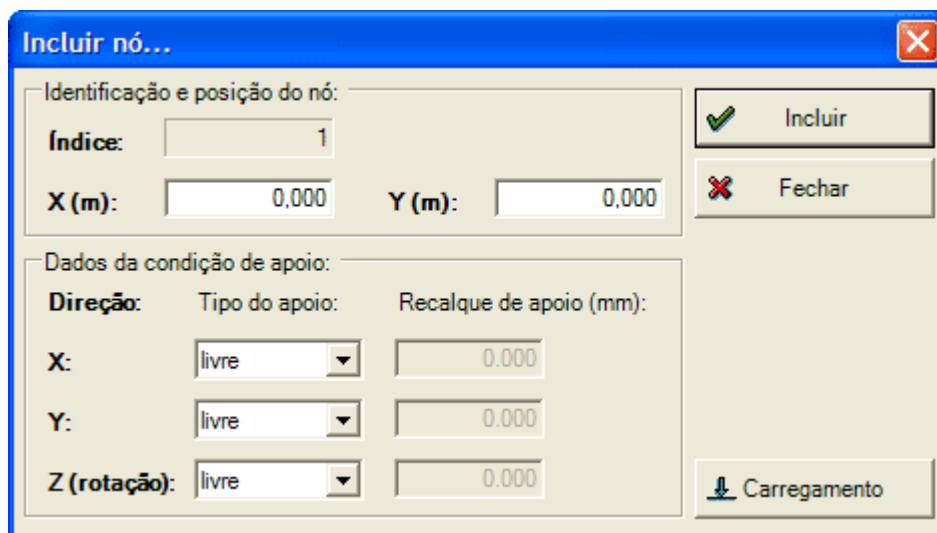 Incluir nó...
Identificação e posição do nó:
Índice: 1
X (m): 0,000 Y (m): 0,000
Incluir
Fechar
Dados da condição de apoio:
Direção: Tipo do apoio: Recalque de apoio (mm):
X: livre 0.000
Y: livre 0.000
Z (rotação): livre 0.000
Carregamento